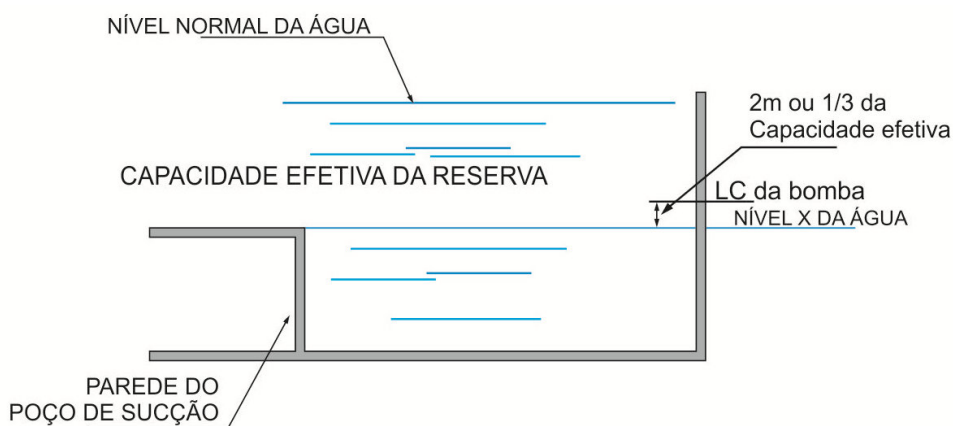 NÍVEL NORMAL DA ÁGUA
2m ou 1/3 da
Capacidade efetiva
CAPACIDADE EFETIVA DA RESERVA
LC da bomba
NÍVEL X DA ÁGUA
PAREDE DO
POÇO DE SUCÇÃO